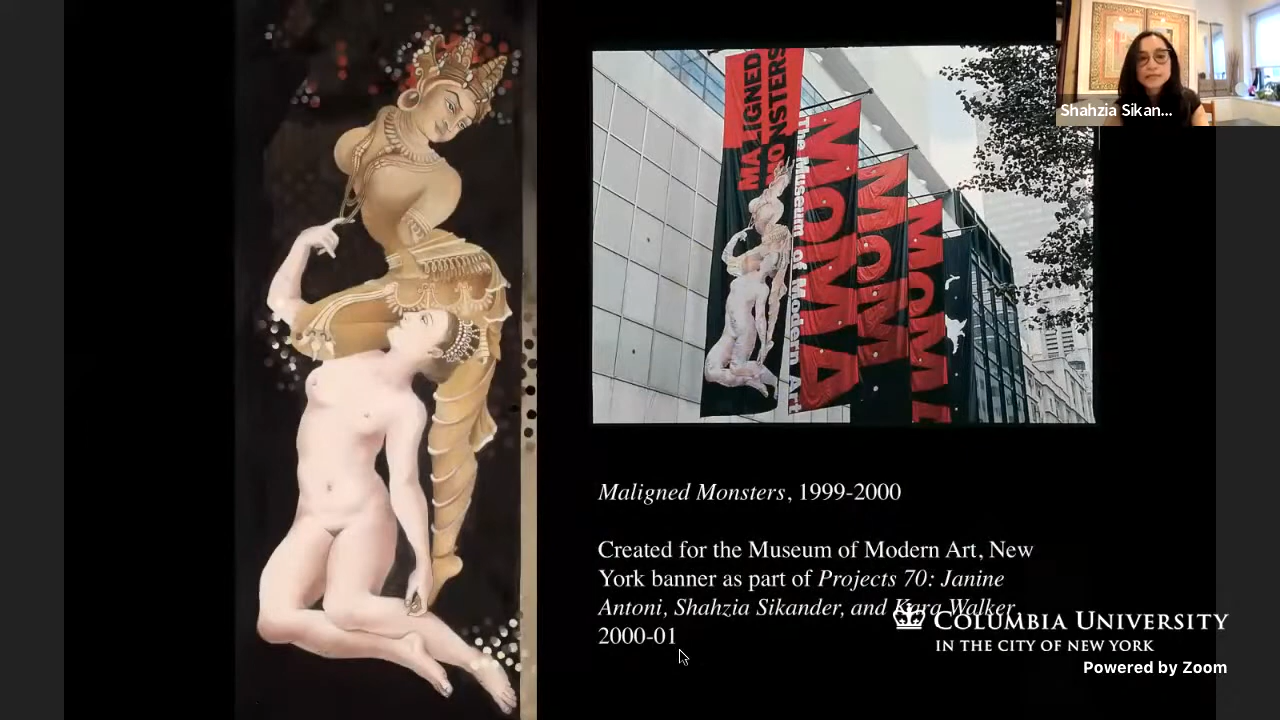 MALIGNED
MONSTERS
The Museum of Modern Art
MOMA
MOMA
MOMA
Shahzia Sikan...
Maligned Monsters, 1999-2000
Created for the Museum of Modern Art, New
York banner as part of Projects 70: Janine
Antoni, Shahzia Sikander, and Kara Walker
2000-01
COLUMBIA UNIVERSITY
IN THE CITY OF NEW YORK
Powered by Zoom